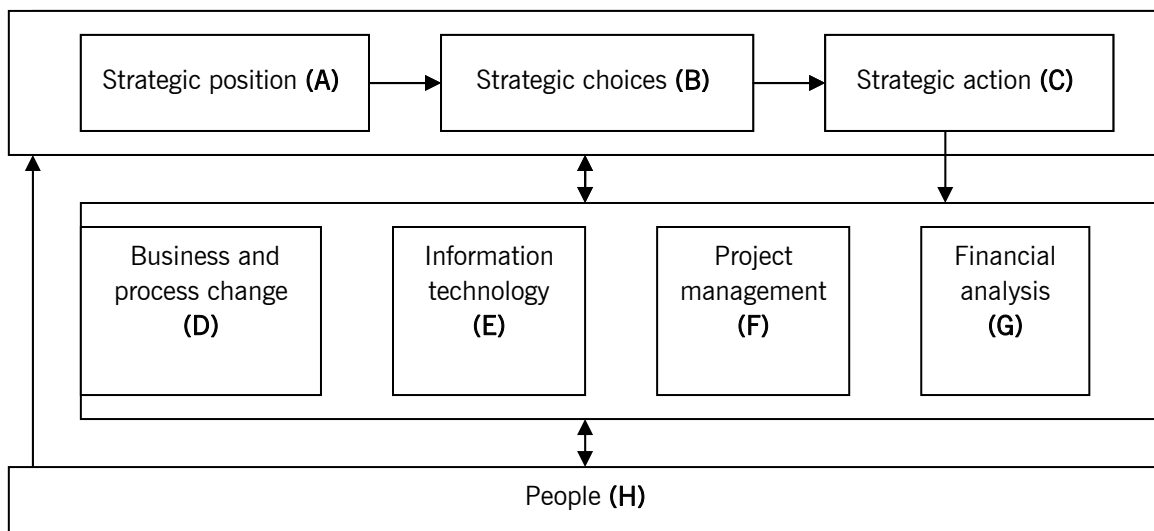 Strategic position (A)
Strategic choices (B)
Strategic action (C)
Business and
process change
(D)
Information
technology
(E)
Project
management
(F)
Financial
analysis
(G)
People (H)